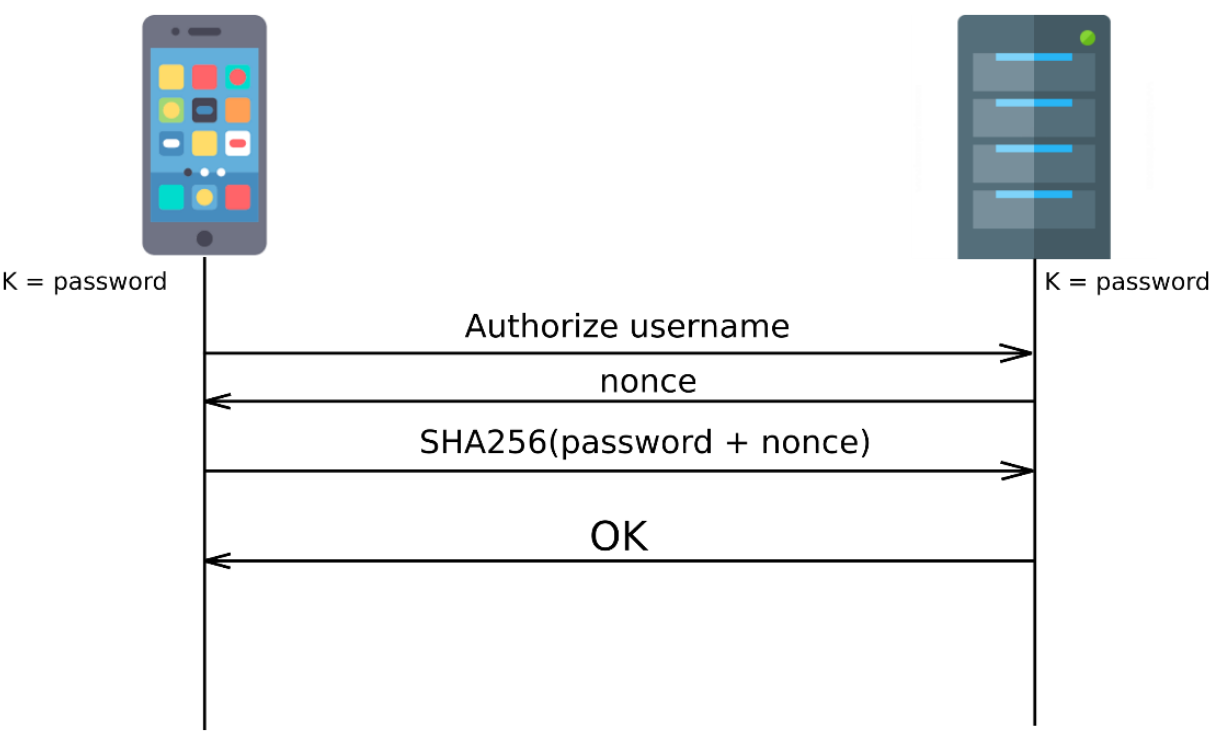 K = password
K = password
Authorize username
nonce
SHA256(password + nonce)
OK